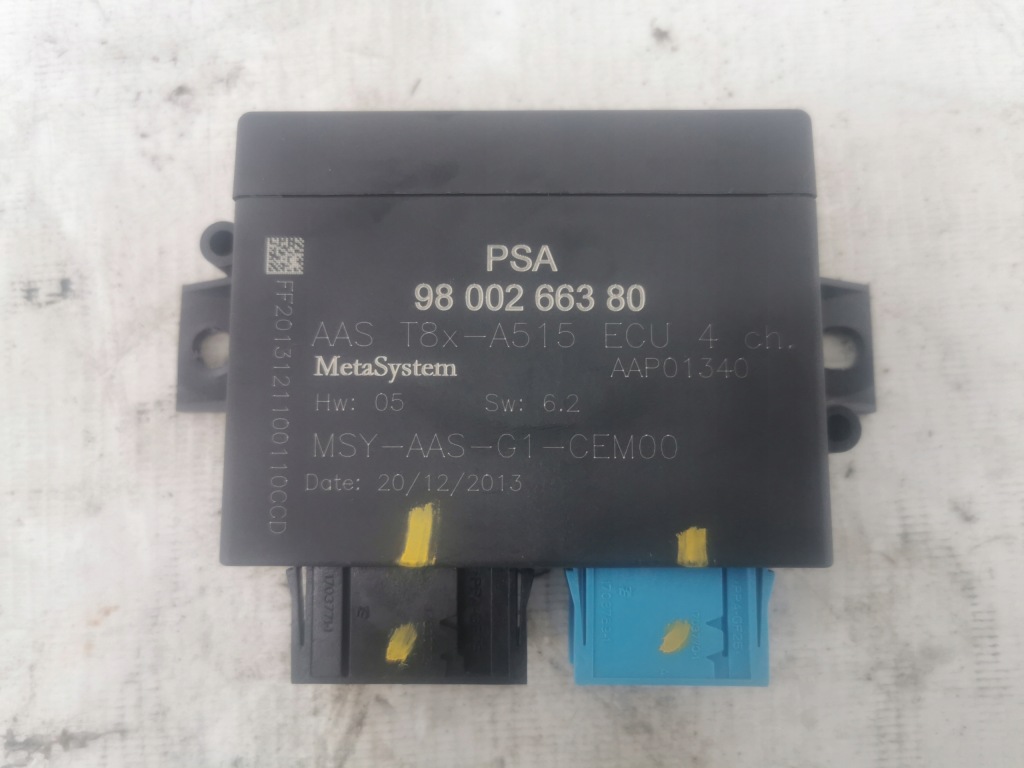 PSA
98 002 663 80
AAS T8x-A515 ECU 4 ch.
MetaSystem AAP01340
Hw: 05 Sw: 6.2
MSY-AAS-G1-CEM00
Date: 20/12/2013